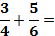 3/4 + 5/6 =